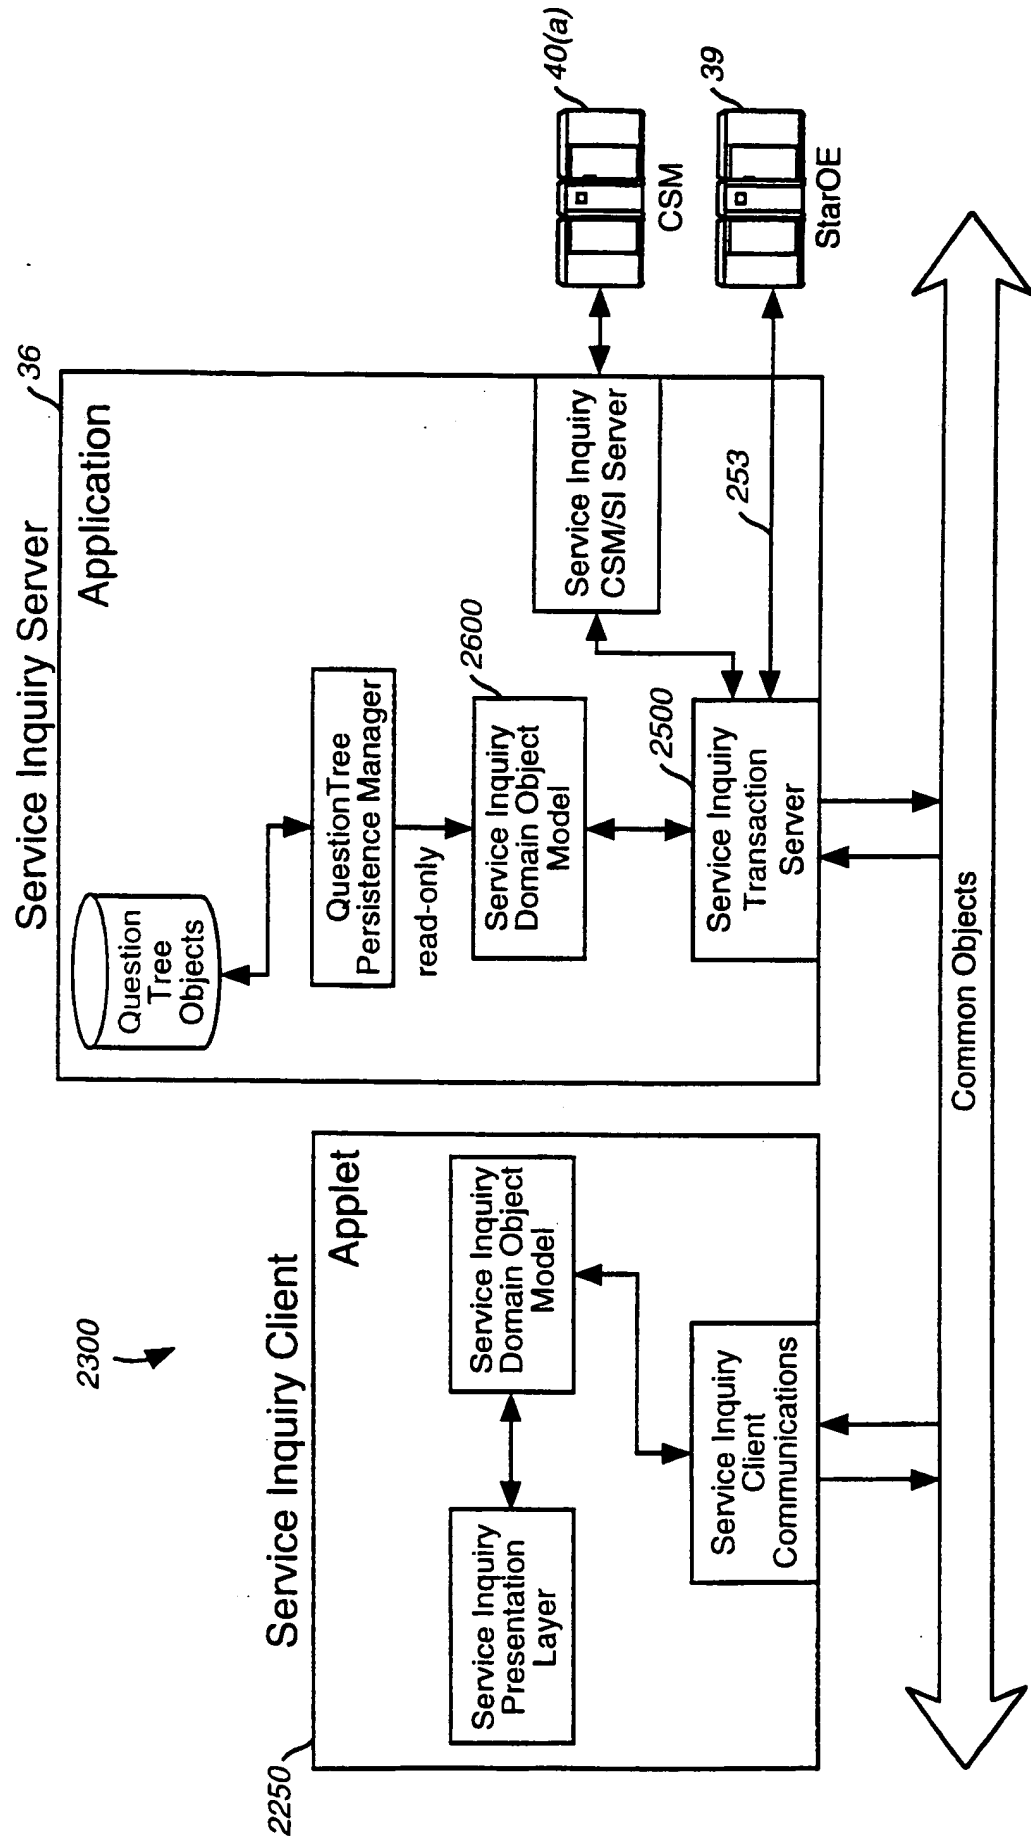 Service Inquiry Server
36
Application
Question
Tree
Objects
QuestionTree
Persistence Manager
read-only
2600
Service Inquiry
Domain Object
Model
2500
Service Inquiry
Transaction
Server
Service Inquiry
CSM/SI Server
253
40(a)
CSM
39
StarOE
2300
Service Inquiry Client
2250
Applet
Service Inquiry
Presentation
Layer
Service Inquiry
Domain Object
Model
Service Inquiry
Client
Communications
Common Objects